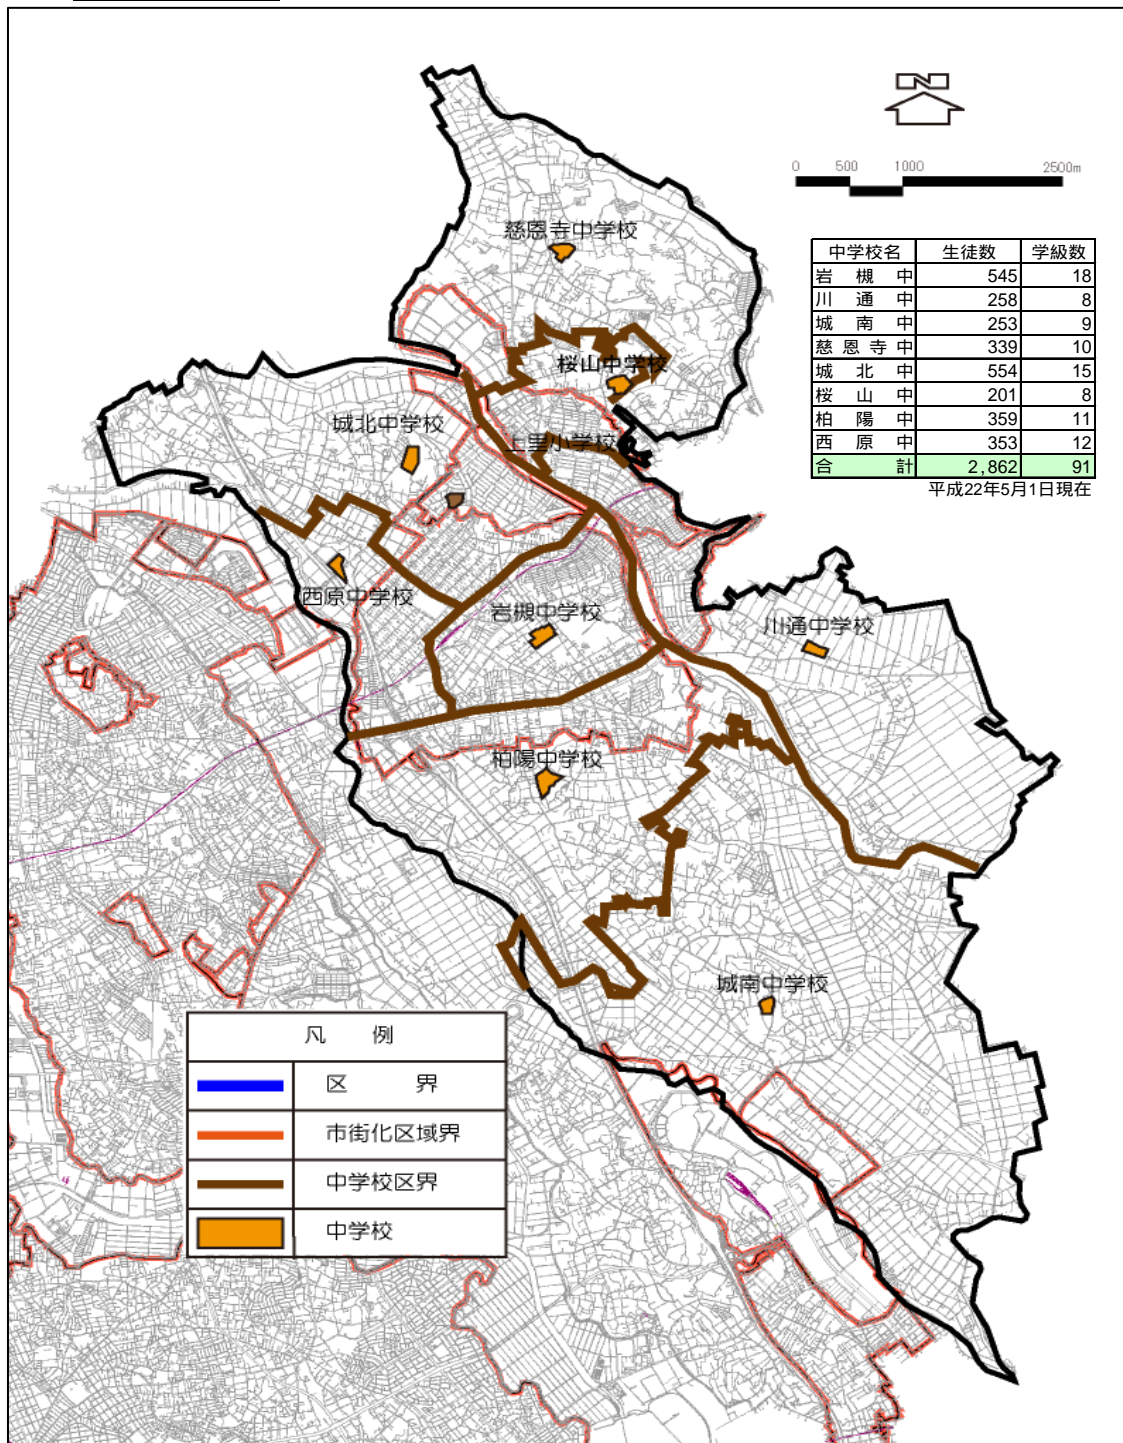 N
0 500 1000 2500m
慈恩寺中学校
中学校名 生徒数 学級数
岩槻中 545 18
川通中 258 8
城南中 253 9
慈恩寺中 339 10
城北中 554 15
桜山中 201 8
柏陽中 359 11
西原中 353 12
合計 2,862 91
平成22年5月1日現在
桜山中学校
城北中学校
上里小学校
西原中学校
岩槻中学校
川通中学校
柏陽中学校
城南中学校
凡例
区界
市街化区域界
中学校区界
中学校